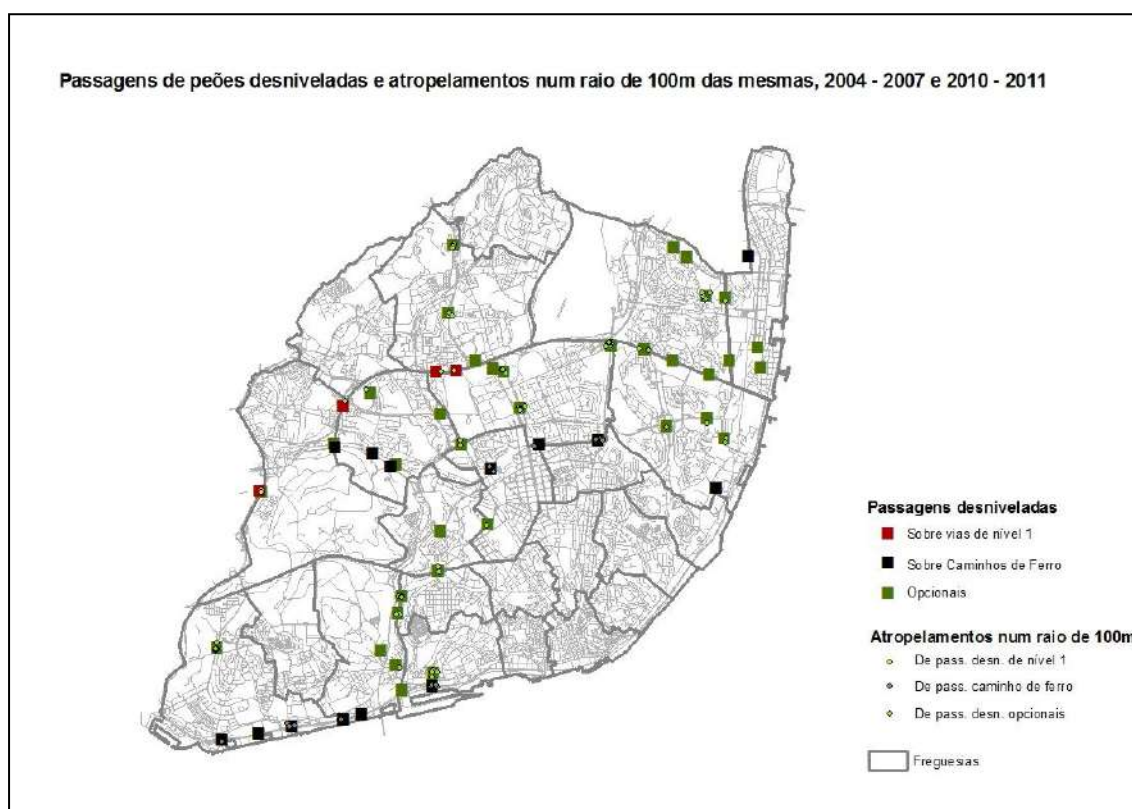 Passagens de peões desniveladas e atropelamentos num raio de 100m das mesmas, 2004 - 2007 e 2010 - 2011
Passagens desniveladas
Sobre vias de nível 1
Sobre Caminhos de Ferro
Opcionais
Atropelamentos num raio de 100m
De pass. desn. de nível 1
De pass. caminho de ferro
De pass. desn. opcionais
Freguesias